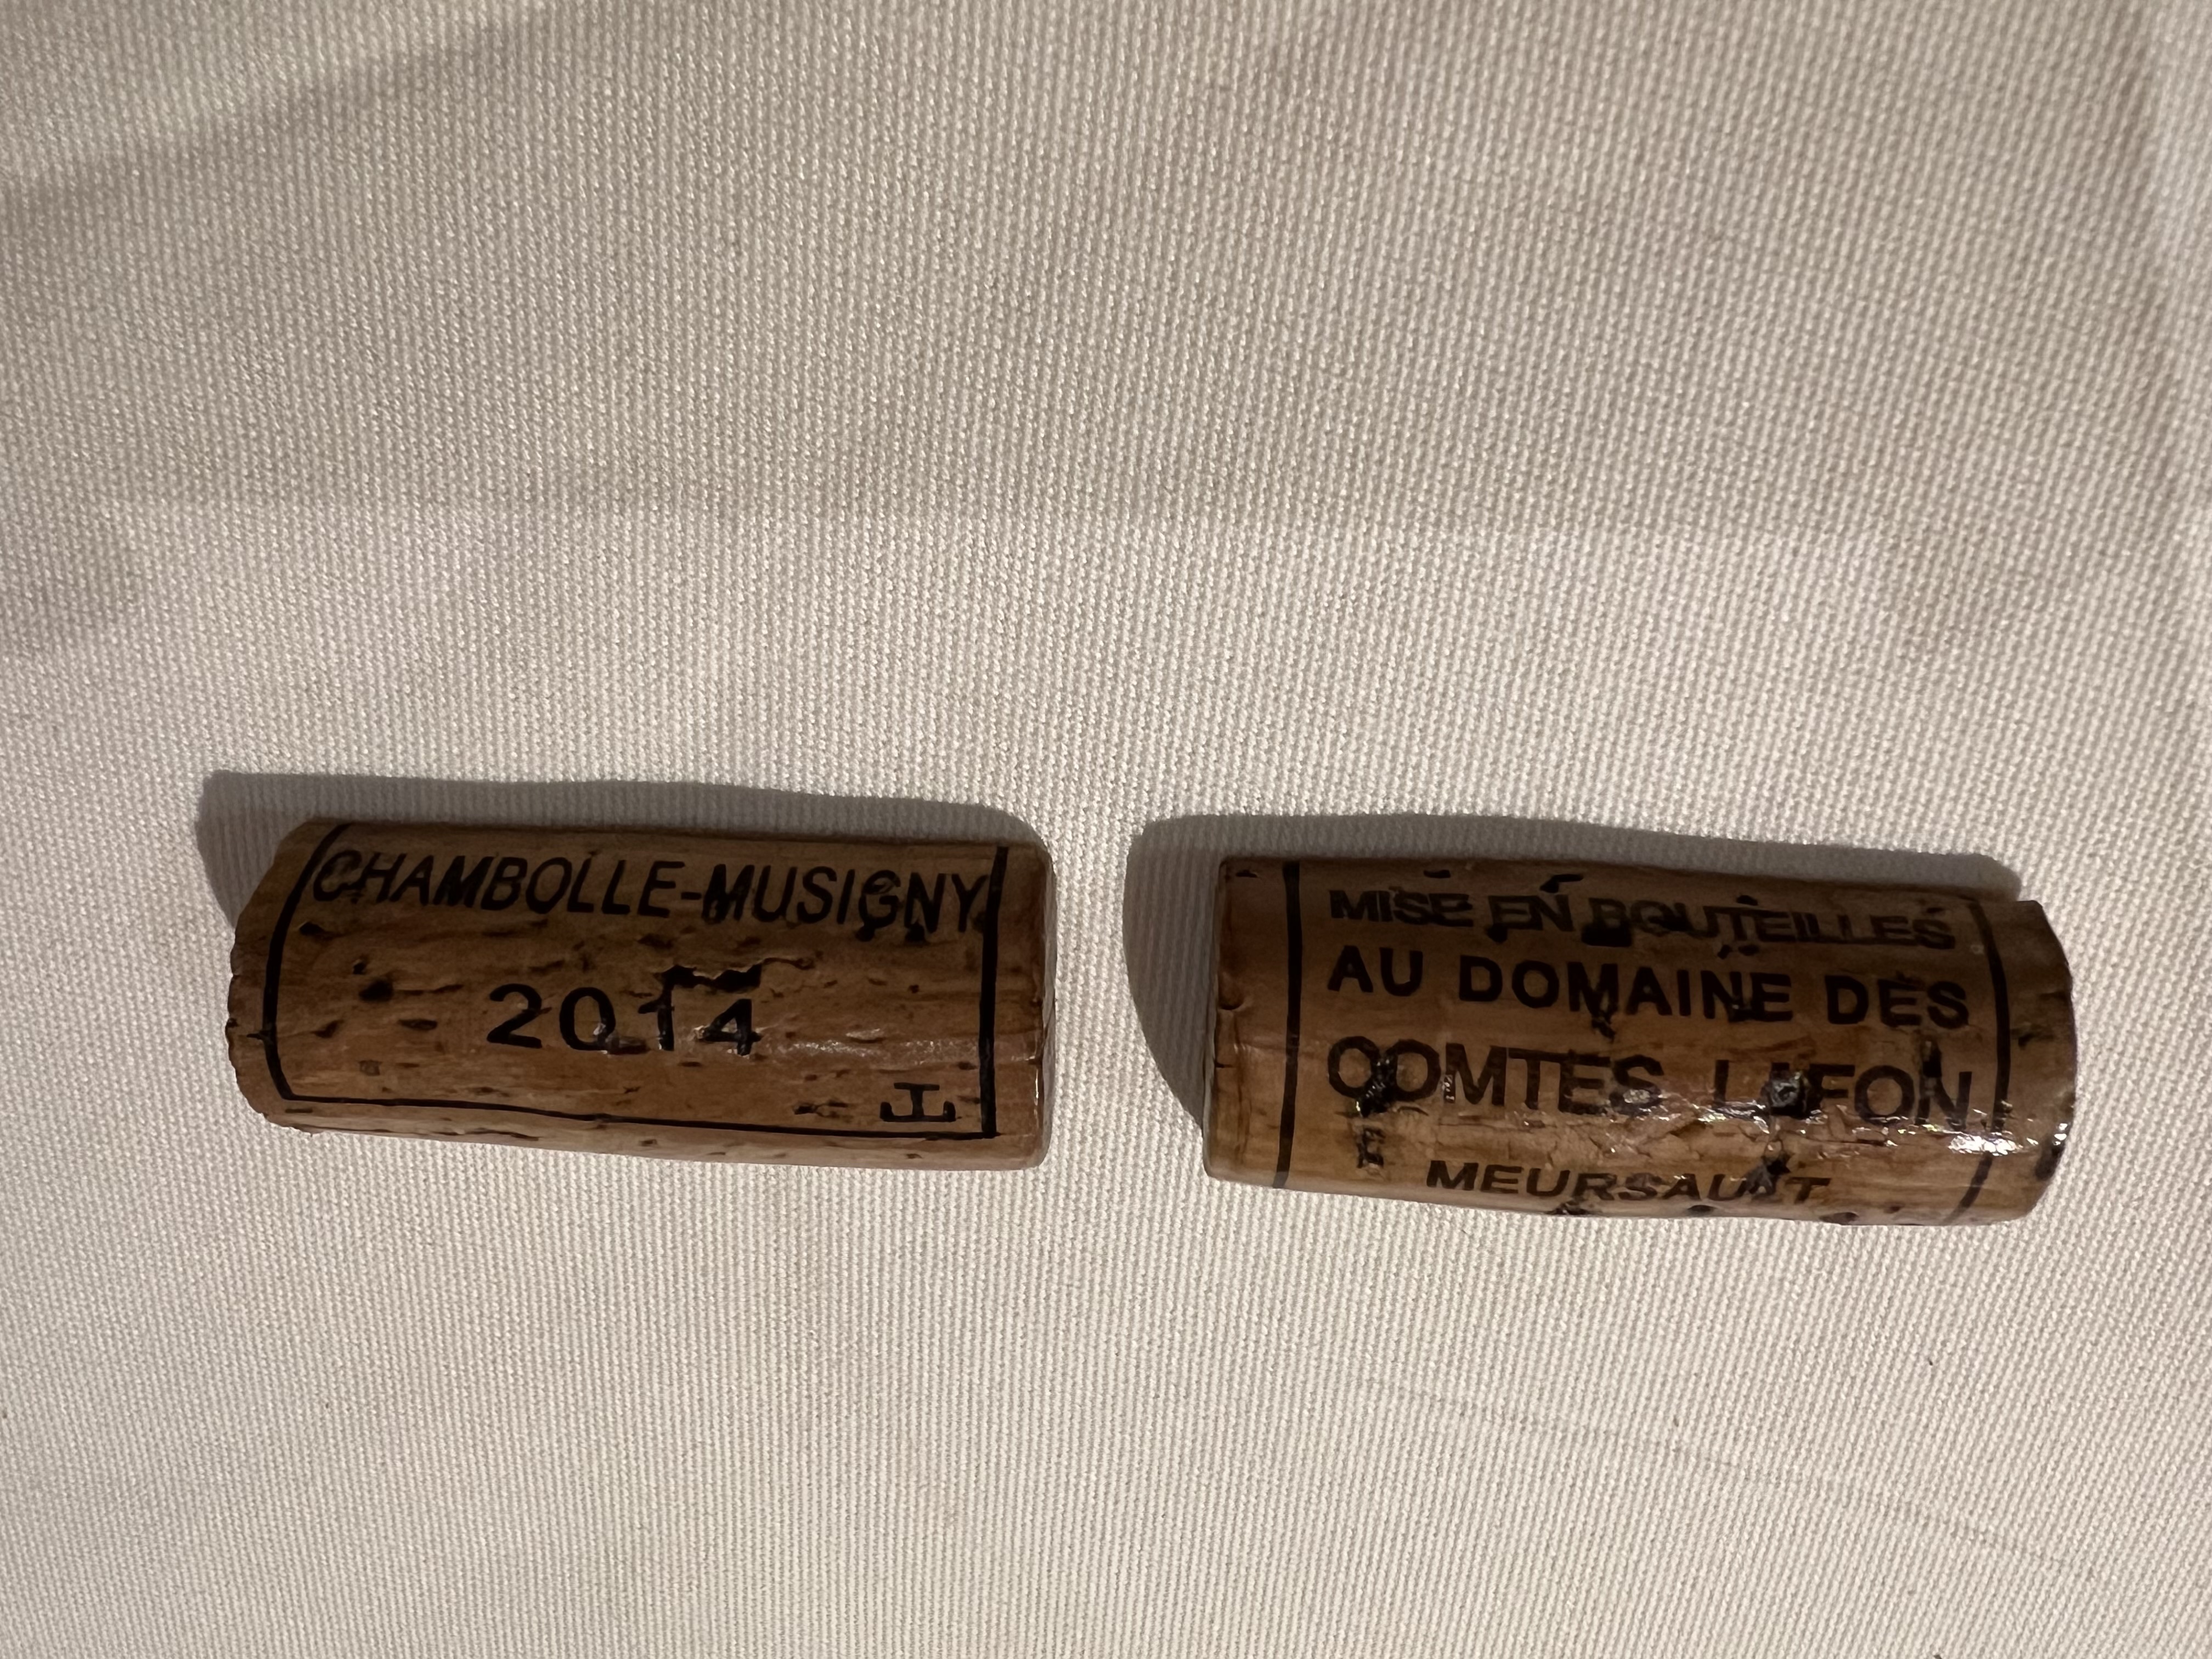 CHAMBOLLE-MUSIGNY
2014
MISE EN BOUTEILLES
AU DOMAINE DES
COMTES LAFON
MEURSAULT